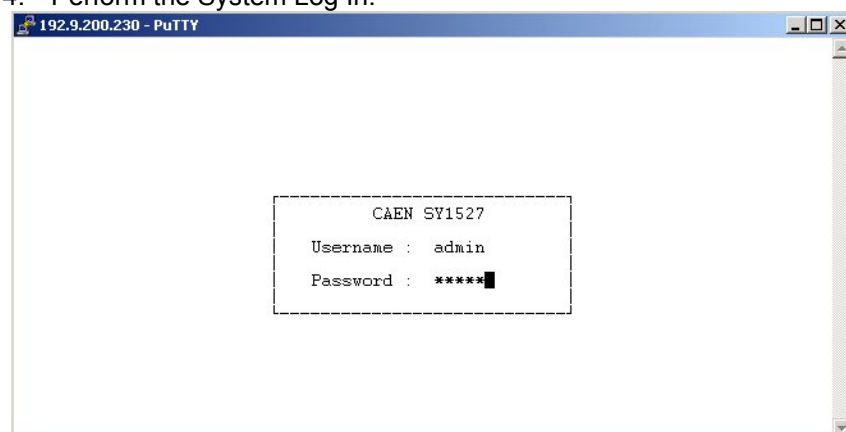 4. Perform the System Log in.
192.9.200.230 - PuTTY
CAEN SY1527
Username : admin
Password : *****